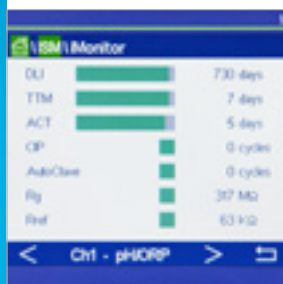 \ ISM \ iMonitor
DLI 730 days
TTM 7 days
ACT 5 days
CIP 0 cycles
AutoClave 0 cycles
Rg 317 MΩ
Rref 63 kΩ
< Ch1 - pH/ORP >